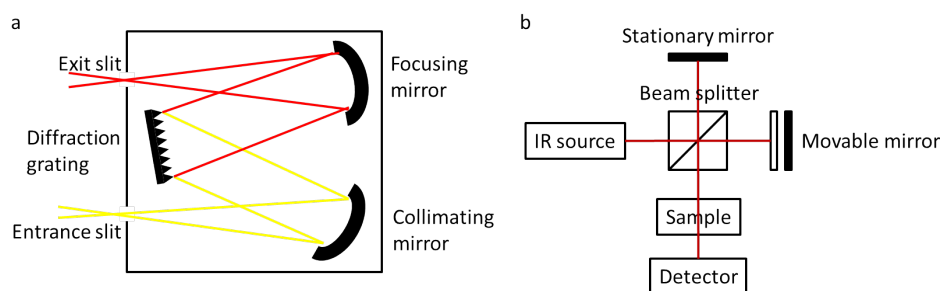 a
Exit slit
Focusing
mirror
Diffraction
grating
Entrance slit
Collimating
mirror
b
Stationary mirror
Beam splitter
IR source
Movable mirror
Sample
Detector